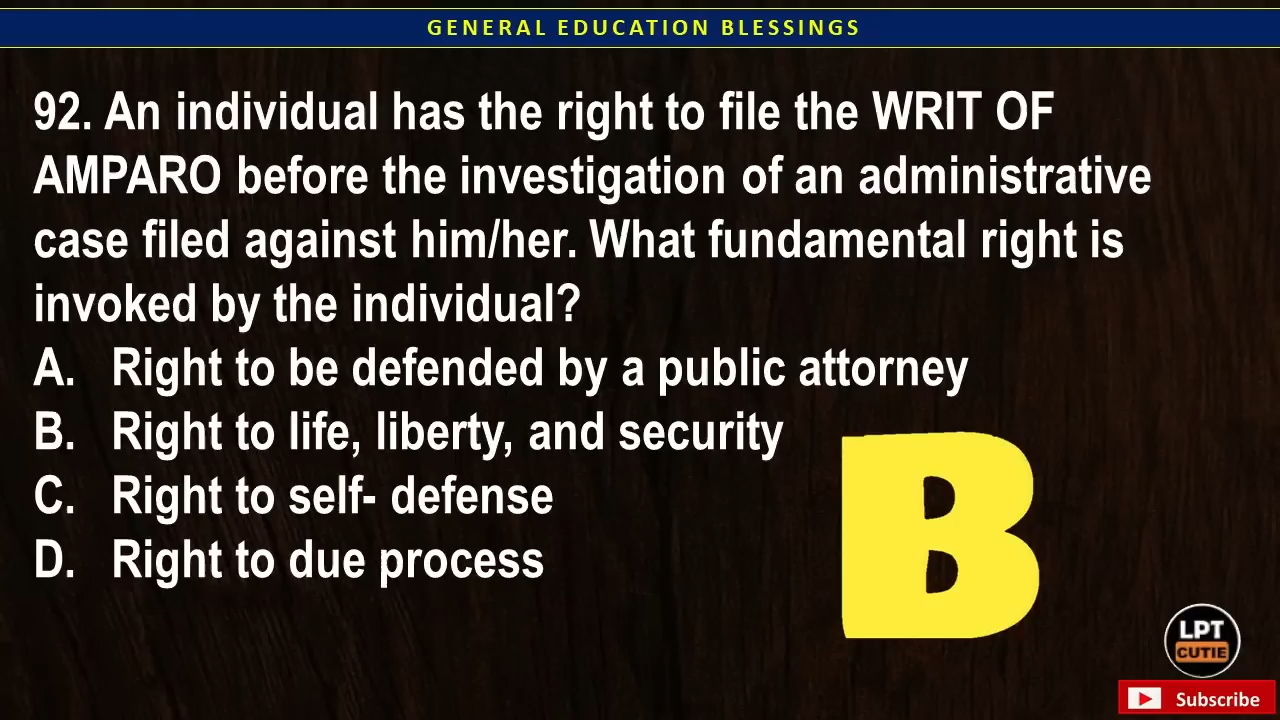 GENERAL EDUCATION BLESSINGS
92. An individual has the right to file the WRIT OF
AMPARO before the investigation of an administrative
case filed against him/her. What fundamental right is
invoked by the individual?
A. Right to be defended by a public attorney
B. Right to life, liberty, and security
C. Right to self- defense
D. Right to due process
B
LPT
CUTIE
Subscribe